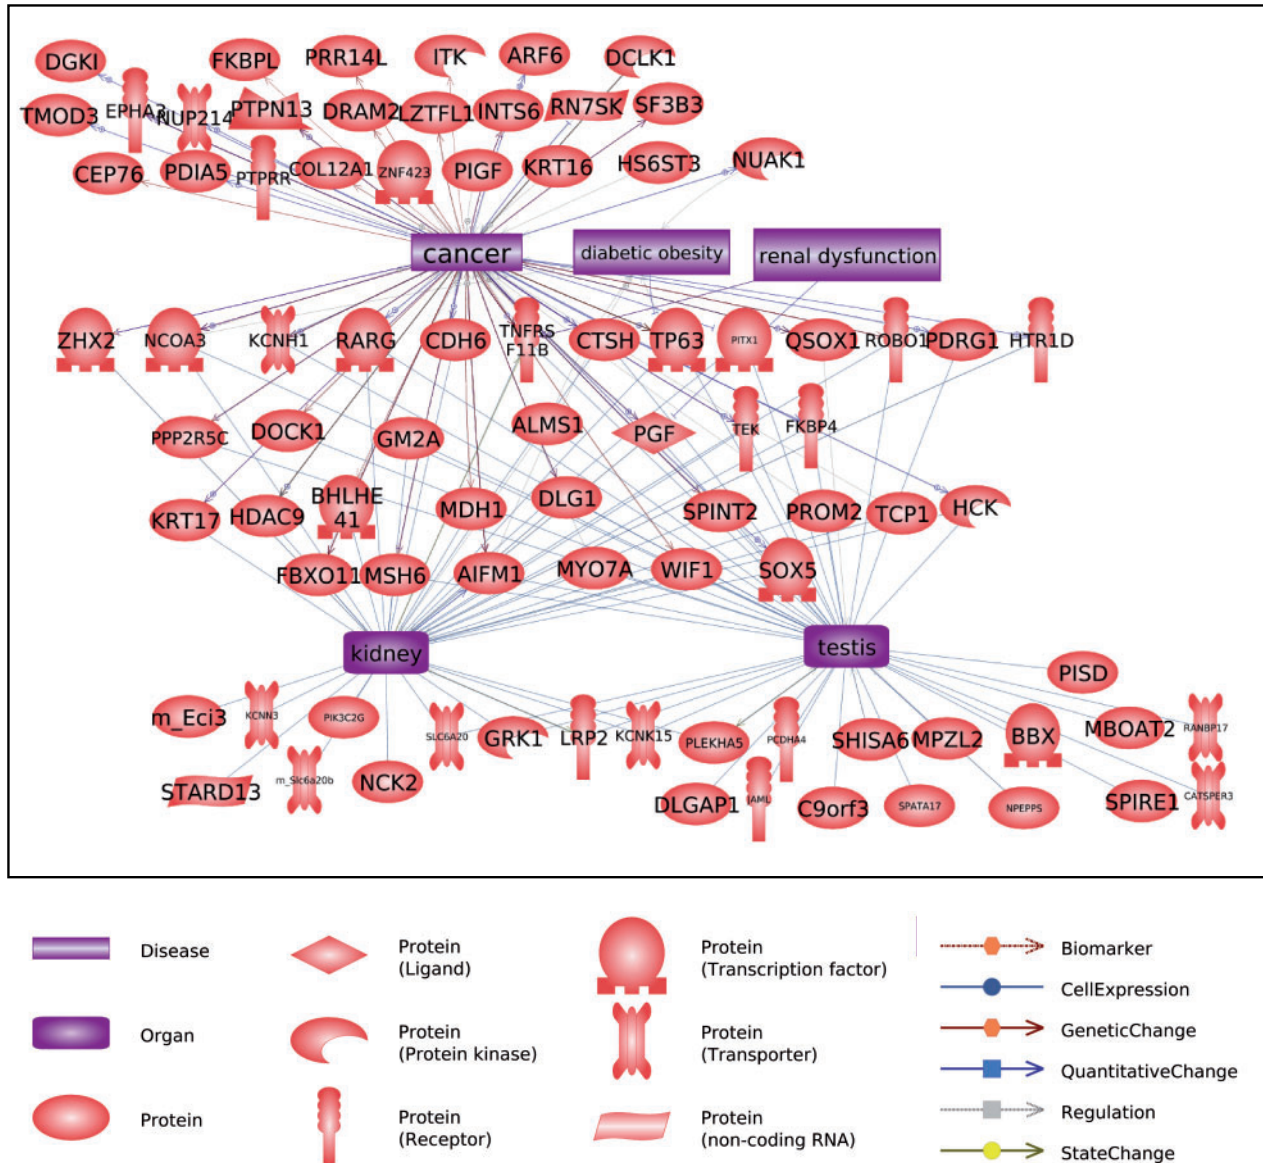 DGKI
FKBPL
PRR14L
ITK
ARF6
DCLK1
TMOD3
EPHA3
NUP214
PTPN13
DRAM2
LZTFL1
INTS6
RN7SK
SF3B3
CEP76
PDIA5
PTPRR
COL12A1
ZNF423
PIGF
KRT16
HS6ST3
NUAK1
cancer
diabetic obesity
renal dysfunction
ZHX2
NCOA3
KCNH1
RARG
CDH6
TNFRS
F11B
CTSH
TP63
PITX1
QSOX1
ROBO1
PDRG1
HTR1D
PPP2R5C
DOCK1
GM2A
ALMS1
PGF
TEK
FKBP4
KRT17
HDAC9
BHLHE
41
MDH1
DLG1
SPINT2
PROM2
TCP1
HCK
FBXO11
MSH6
AIFM1
MYO7A
WIF1
SOX5
kidney
testis
m_Eci3
KCNN3
PIK3C2G
SLC6A20
GRK1
LRP2
KCNK15
PLEKHA5
PCDHA4
SHISA6
MPZL2
BBX
PISD
MBOAT2
RANBP17
STARD13
m_Slc6a20b
NCK2
DLGAP1
JAML
C9orf3
SPATA17
NPEPPS
SPIRE1
CATSPER3
Disease
Organ
Protein
Protein
(Ligand)
Protein
(Protein kinase)
Protein
(Receptor)
Protein
(Transcription factor)
Protein
(Transporter)
Protein
(non-coding RNA)
Biomarker
CellExpression
GeneticChange
QuantitativeChange
Regulation
StateChange